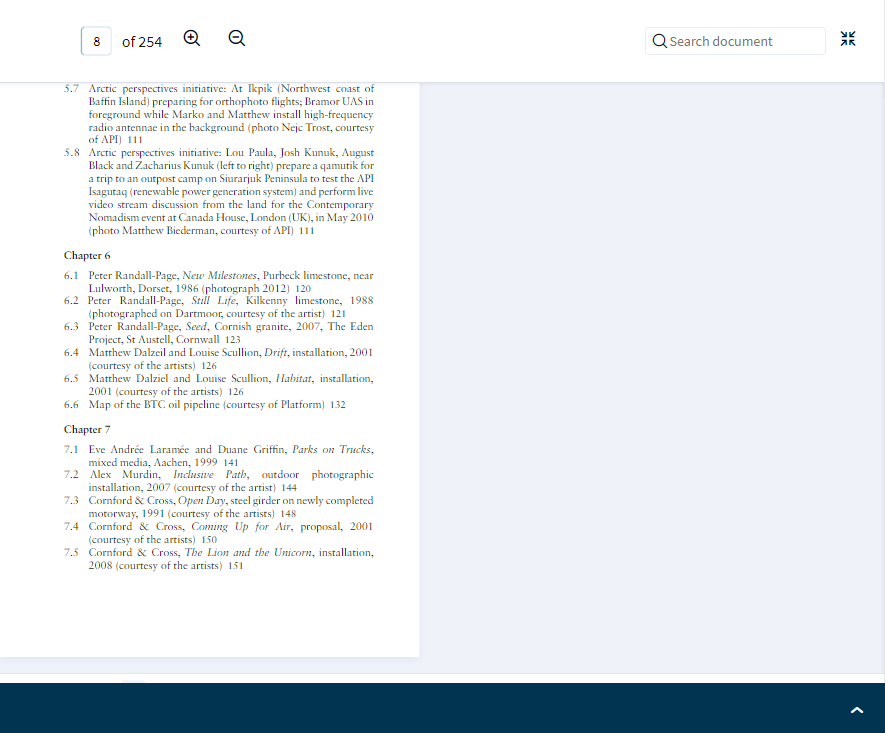 8 of 254
Search document
5.7 Arctic perspectives initiative: At Ikpik (Northwest coast of
Baffin Island) preparing for orthophoto flights; Bramor UAS in
foreground while Marko and Matthew install high-frequency
radio antennae in the background (photo Nejc Trost, courtesy
of API) 111
5.8 Arctic perspectives initiative: Lou Paula, Josh Kunuk, August
Black and Zacharius Kunuk (left to right) prepare a qamutik for
a trip to an outpost camp on Siurarjuk Peninsula to test the API
Isagutaq (renewable power generation system) and perform live
video stream discussion from the land for the Contemporary
Nomadism event at Canada House, London (UK), in May 2010
(photo Matthew Biederman, courtesy of API) 111
Chapter 6
6.1 Peter Randall-Page, New Milestones, Purbeck limestone, near
Lulworth, Dorset, 1986 (photograph 2012) 120
6.2 Peter Randall-Page, Still Life, Kilkenny limestone, 1988
(photographed on Dartmoor, courtesy of the artist) 121
6.3 Peter Randall-Page, Seed, Cornish granite, 2007, The Eden
Project, St Austell, Cornwall 123
6.4 Matthew Dalzeil and Louise Scullion, Drift, installation, 2001
(courtesy of the artists) 126
6.5 Matthew Dalziel and Louise Scullion, Habitat, installation,
2001 (courtesy of the artists) 126
6.6 Map of the BTC oil pipeline (courtesy of Platform) 132
Chapter 7
7.1 Eve Andrée Laramée and Duane Griffin, Parks on Trucks,
mixed media, Aachen, 1999 141
7.2 Alex Murdin, Inclusive Path, outdoor photographic
installation, 2007 (courtesy of the artist) 144
7.3 Cornford & Cross, Open Day, steel girder on newly completed
motorway, 1991 (courtesy of the artists) 148
7.4 Cornford & Cross, Coming Up for Air, proposal, 2001
(courtesy of the artists) 150
7.5 Cornford & Cross, The Lion and the Unicorn, installation,
2008 (courtesy of the artists) 151